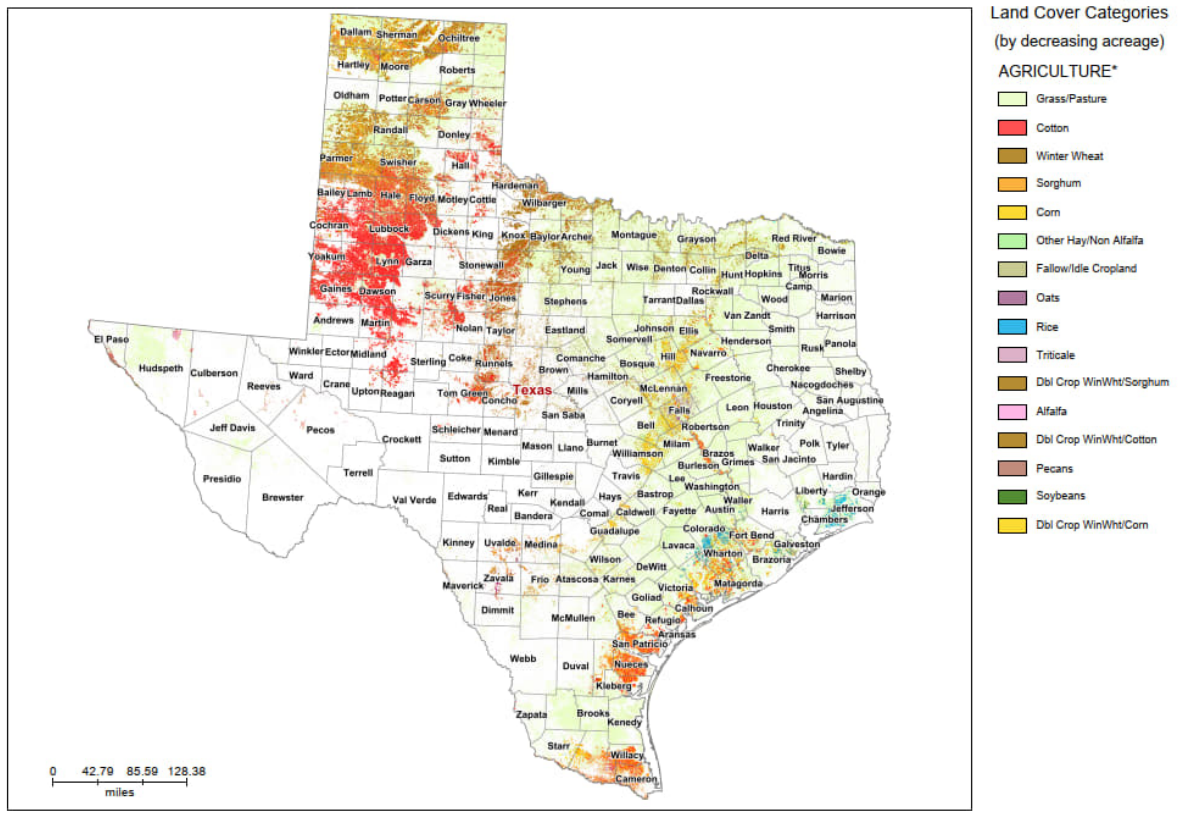 Land Cover Categories
(by decreasing acreage)
AGRICULTURE*
Grass/Pasture
Cotton
Winter Wheat
Sorghum
Corn
Other Hay/Non Alfalfa
Fallow/Idle Cropland
Oats
Rice
Triticale
Dbl Crop WinWht/Sorghum
Alfalfa
Dbl Crop WinWht/Cotton
Pecans
Soybeans
Dbl Crop WinWht/Corn
Dallam Sherman Ochiltree
Hartley Moore Roberts
Oldham Potter Carson Gray Wheeler
Randall Donley
Parmer Swisher Hall
Hardeman
Bailey Lamb Hale Floyd Motley Cottle Wilbarger
Cochran Lubbock Dickens King Knox Baylor Archer Montague Grayson Red River Bowie
Yoakum Lynn Garza Stonewall Young Jack Wise Denton Collin Hunt Hopkins Delta Titus Morris
Camp
Gaines Dawson Scurry Fisher Jones Stephens Tarrant Dallas Rockwall Wood Marion
Andrews Martin Nolan Taylor Eastland Johnson Ellis Van Zandt Smith Harrison
Somervell Henderson
El Paso Hudspeth Culberson Reeves Winkler Ector Midland Sterling Coke Runnels Brown Comanche Bosque Hill Navarro Rusk Panola
Cherokee Shelby
Ward Crane Upton Reagan Tom Green Concho Texas Mills Hamilton McLennan Freestone Nacogdoches
San Augustine
Jeff Davis Pecos San Saba Coryell Falls Leon Houston Angelina
Crockett Schleicher Menard Bell Robertson Trinity
Mason Llano Burnet Milam Walker Polk Tyler
Terrell Sutton Kimble Williamson Brazos San Jacinto
Burleson Grimes
Presidio Brewster Gillespie Travis Lee Washington Hardin
Val Verde Edwards Kerr Hays Bastrop Waller Liberty Orange
Real Kendall Comal Caldwell Fayette Austin Harris Jefferson
Bandera Chambers
Guadalupe Colorado Fort Bend
Kinney Uvalde Medina Lavaca Wharton Galveston
Wilson DeWitt Brazoria
Maverick Zavala Frio Atascosa Karnes Victoria Matagorda
Goliad
Dimmit McMullen Bee Refugio Calhoun
Aransas
San Patricio
Webb Duval Nueces
Kleberg
Zapata Brooks Kenedy
Starr Willacy
Cameron
0 42.79 85.59 128.38
miles